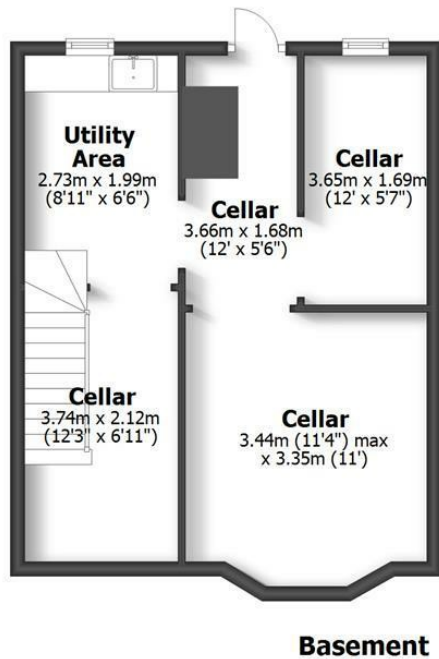 Utility
Area
2.73m x 1.99m
(8'11" x 6'6")
Cellar
3.65m x 1.69m
(12' x 5'7")
Cellar
3.66m x 1.68m
(12' x 5'6")
Cellar
3.74m x 2.12m
(12'3" x 6'11")
Cellar
3.44m (11'4") max
x 3.35m (11')
Basement